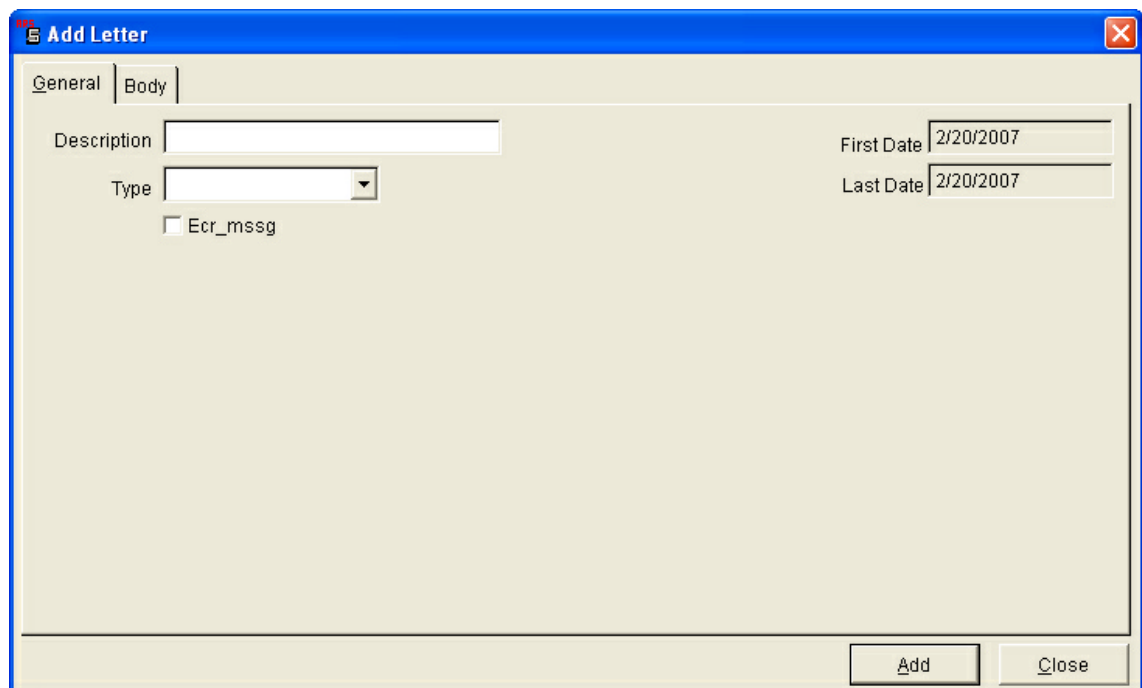 Add Letter
General Body
Description First Date 2/20/2007
Type Last Date 2/20/2007
Ecr_mssg
Add Close